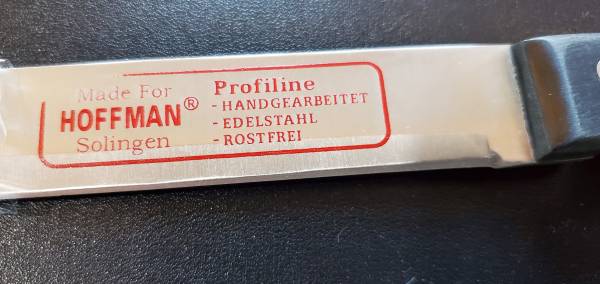 Made For
HOFFMAN®
Solingen
Profiline
- HANDGEARBEITET
- EDELSTAHL
- ROSTFREI